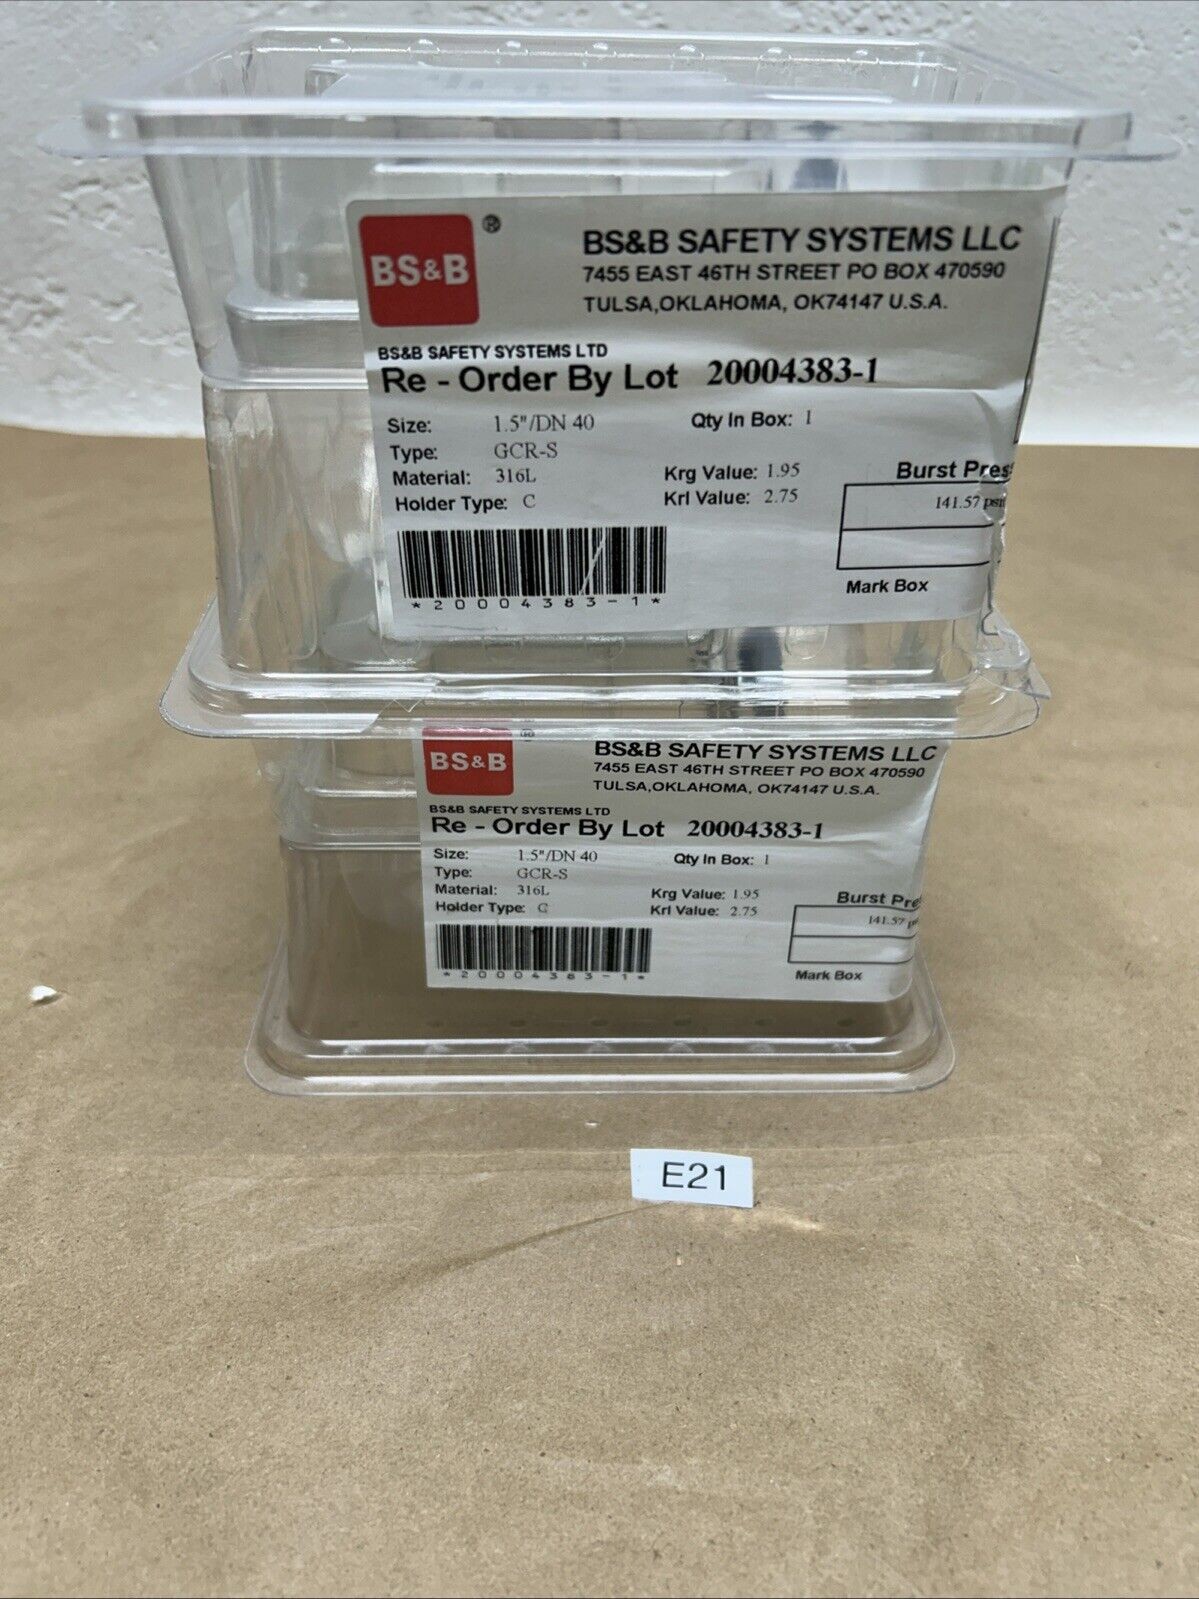 BS&B ®
BS&B SAFETY SYSTEMS LLC
7455 EAST 46TH STREET PO BOX 470590
TULSA,OKLAHOMA, OK74147 U.S.A.
BS&B SAFETY SYSTEMS LTD
Re - Order By Lot 20004383-1
Size: 1.5"/DN 40 Qty In Box: 1
Type: GCR-S
Material: 316L Krg Value: 1.95 Burst
Holder Type: C Krl Value: 2.75 141.57
*20004383-1*
Mark Box
BS&B ®
BS&B SAFETY SYSTEMS LLC
7455 EAST 46TH STREET PO BOX 470590
TULSA,OKLAHOMA, OK74147 U.S.A.
BS&B SAFETY SYSTEMS LTD
Re - Order By Lot 20004383-1
Size: 1.5"/DN 40 Qty In Box: 1
Type: GCR-S
Material: 316L Krg Value: 1.95 Burst
Holder Type: C Krl Value: 2.75 141.57
*20004383-1*
Mark Box
E21